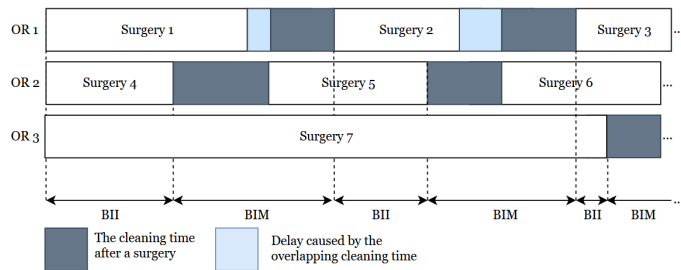 OR 1 Surgery 1 Surgery 2 Surgery 3 ...
OR 2 Surgery 4 Surgery 5 Surgery 6 ...
OR 3 Surgery 7 ...
BII BIM BII BIM BII BIM ..
The cleaning time
after a surgery
Delay caused by the
overlapping cleaning time